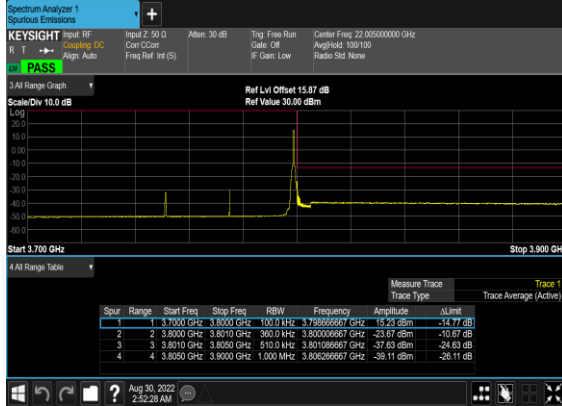 Spectrum Analyzer 1
Spurious Emissions
+
KEYSIGHT Input: RF Input Z: 50 Ω Atten: 30 dB Trig: Free Run Center Freq: 22.005000000 GHz
R T Coupling: DC Corr CCorr Gate: Off Avg|Hold: 100/100
Align: Auto Freq Ref: Int (S) IF Gain: Low Radio Std: None
PASS
3 All Range Graph
Ref Lvl Offset 15.87 dB
Scale/Div 10.0 dB Ref Value 30.00 dBm
Log
20.0
10.0
0.00
-10.0
-20.0
-30.0
-40.0
-50.0
-60.0
Start 3.700 GHz Stop 3.900 GH
4 All Range Table
Measure Trace Trace 1
Trace Type Trace Average (Active)
Spur Range Start Freq Stop Freq RBW Frequency Amplitude ΔLimit
1 1 3.7000 GHz 3.8000 GHz 100.0 kHz 3.798666667 GHz 15.23 dBm -14.77 dB
2 2 3.8000 GHz 3.8010 GHz 360.0 kHz 3.800006667 GHz -23.67 dBm -10.67 dB
3 3 3.8010 GHz 3.8050 GHz 510.0 kHz 3.801086667 GHz -37.63 dBm -24.63 dB
4 4 3.8050 GHz 3.9000 GHz 1.000 MHz 3.806266667 GHz -39.11 dBm -26.11 dB
? Aug 30, 2022
2:52:28 AM